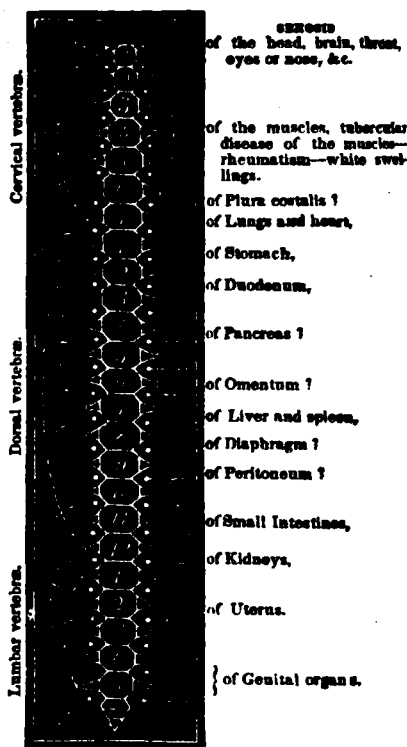 of the head, brain, throat,
eyes or nose, &c.
of the muscles, tubercular
disease of the muscles—
rheumatism—white swel-
lings.
of Plura costalis ?
of Lungs and heart,
of Stomach,
of Duodenum,
of Pancreas ?
of Omentum ?
of Liver and spleen,
of Diaphragm ?
of Peritoneum ?
of Small Intestines,
of Kidneys,
of Uterus.
of Genital organs.
Cervical vertebræ.
Dorsal vertebræ.
Lumbar vertebræ.